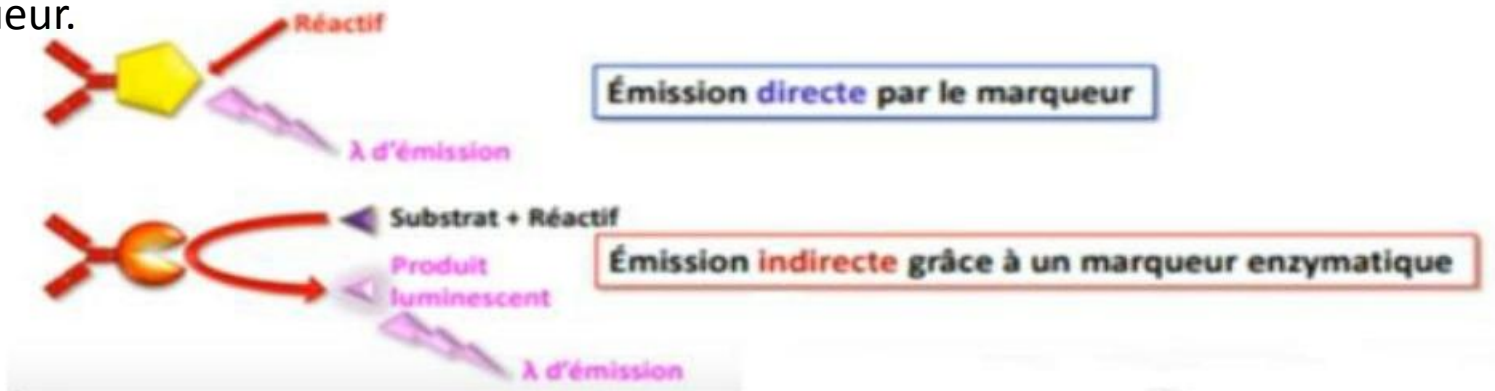 eur.
Réactif
Émission directe par le marqueur
λ d'émission
Substrat + Réactif
Produit
luminescent
Émission indirecte grâce à un marqueur enzymatique
λ d'émission